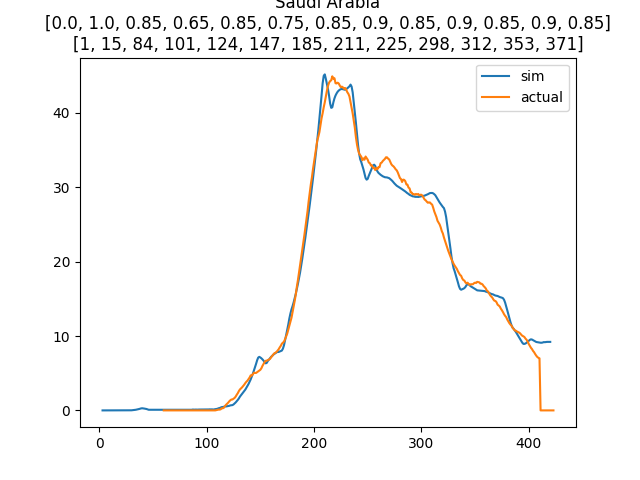 Saudi Arabia
[0.0, 1.0, 0.85, 0.65, 0.85, 0.75, 0.85, 0.9, 0.85, 0.9, 0.85, 0.9, 0.85]
[1, 15, 84, 101, 124, 147, 185, 211, 225, 298, 312, 353, 371]
sim
actual
40
30
20
10
0
0 100 200 300 400